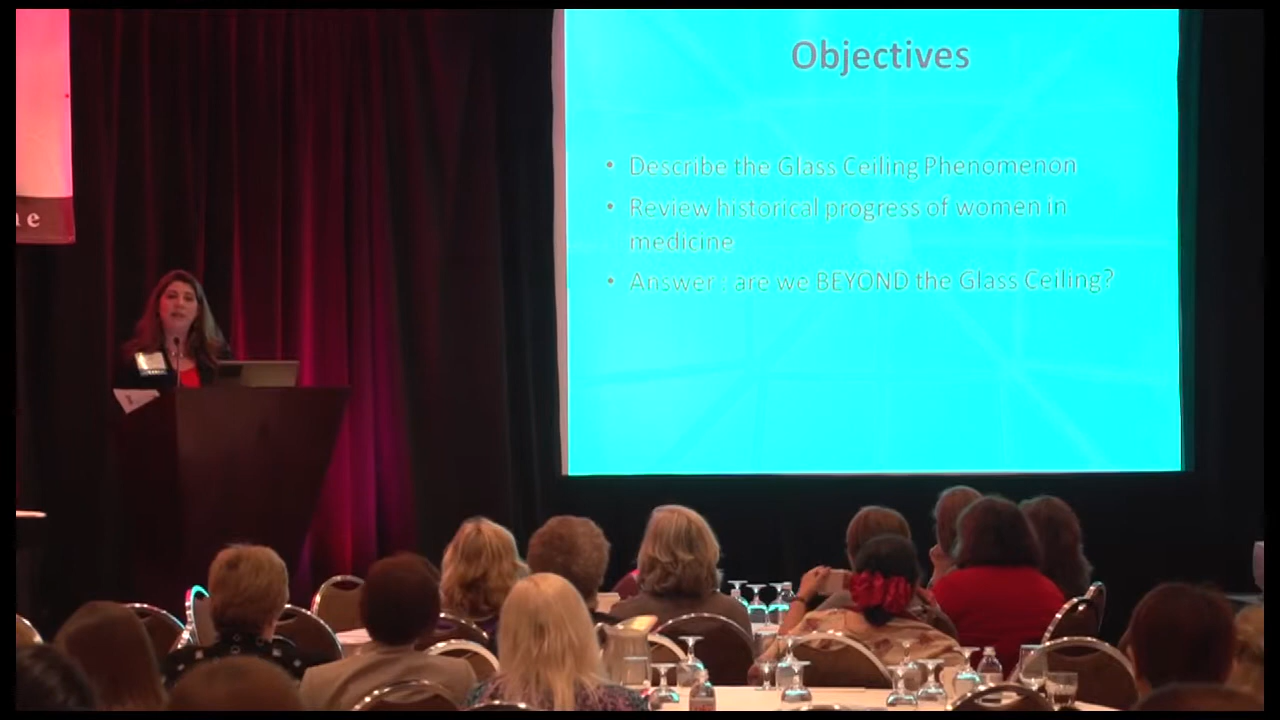 Objectives
• Describe the Glass Ceiling Phenomenon
• Review historical progress of women in
medicine
• Answer : are we BEYOND the Glass Ceiling?
ne